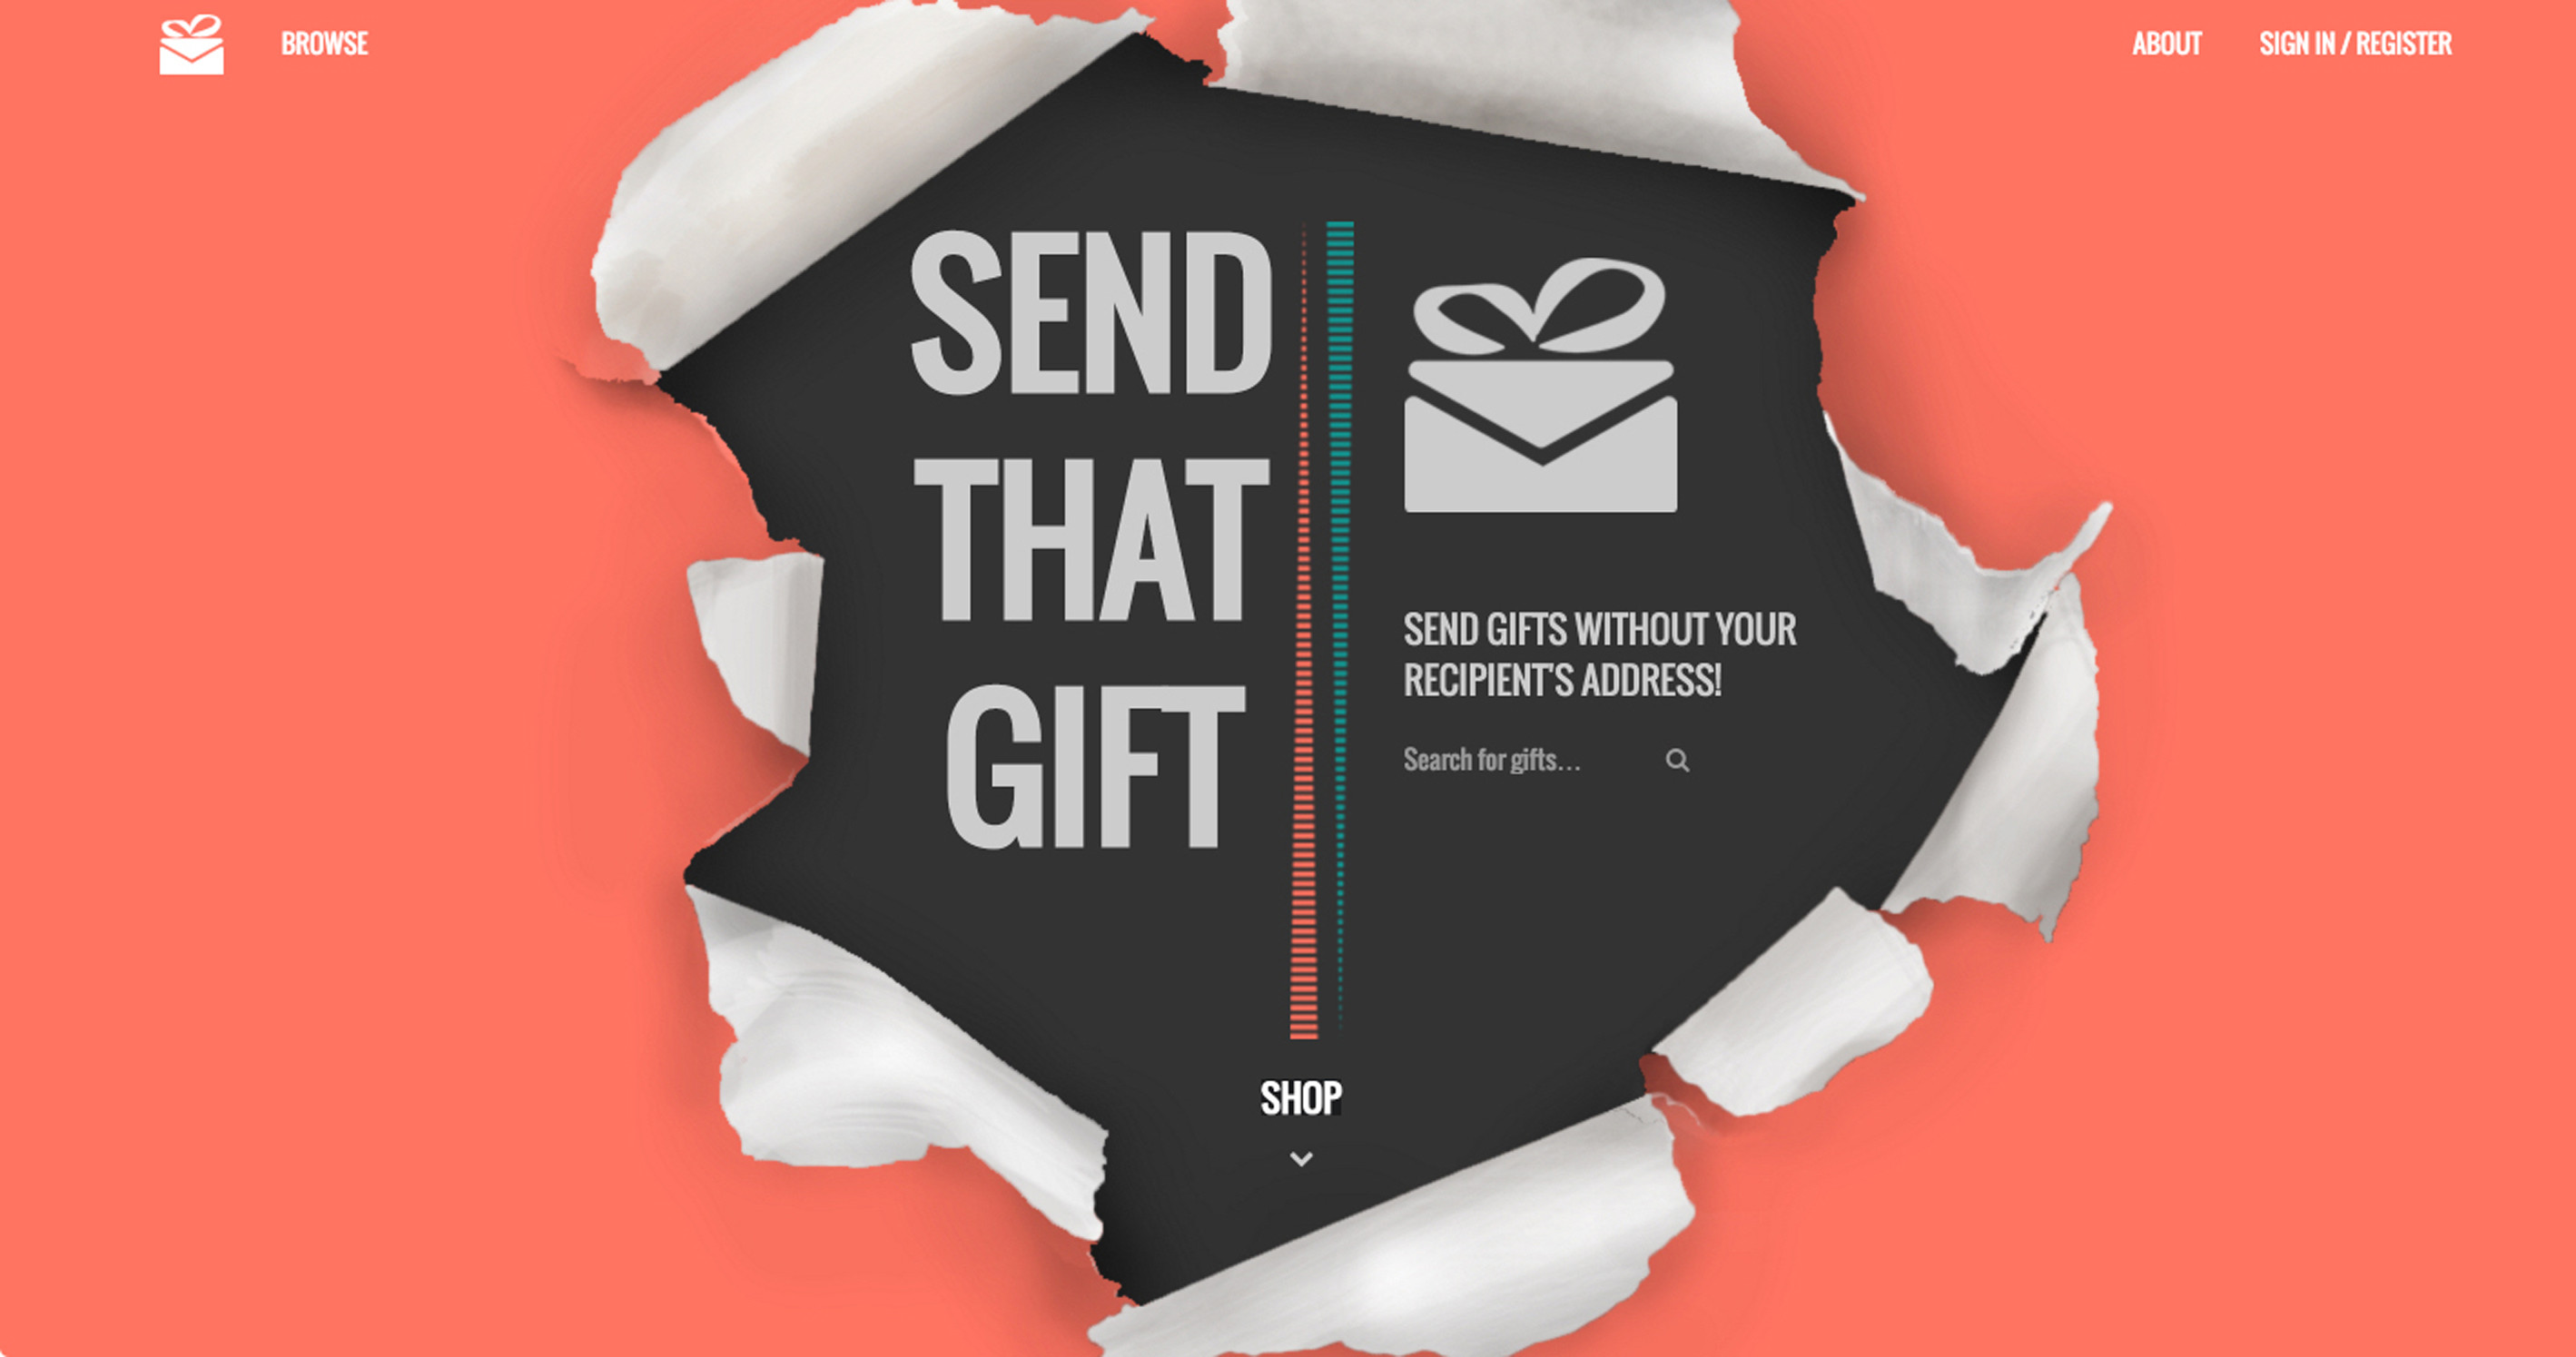 BROWSE
ABOUT
SIGN IN / REGISTER
SEND
THAT
GIFT
SEND GIFTS WITHOUT YOUR
RECIPIENT'S ADDRESS!
Search for gifts...
SHOP